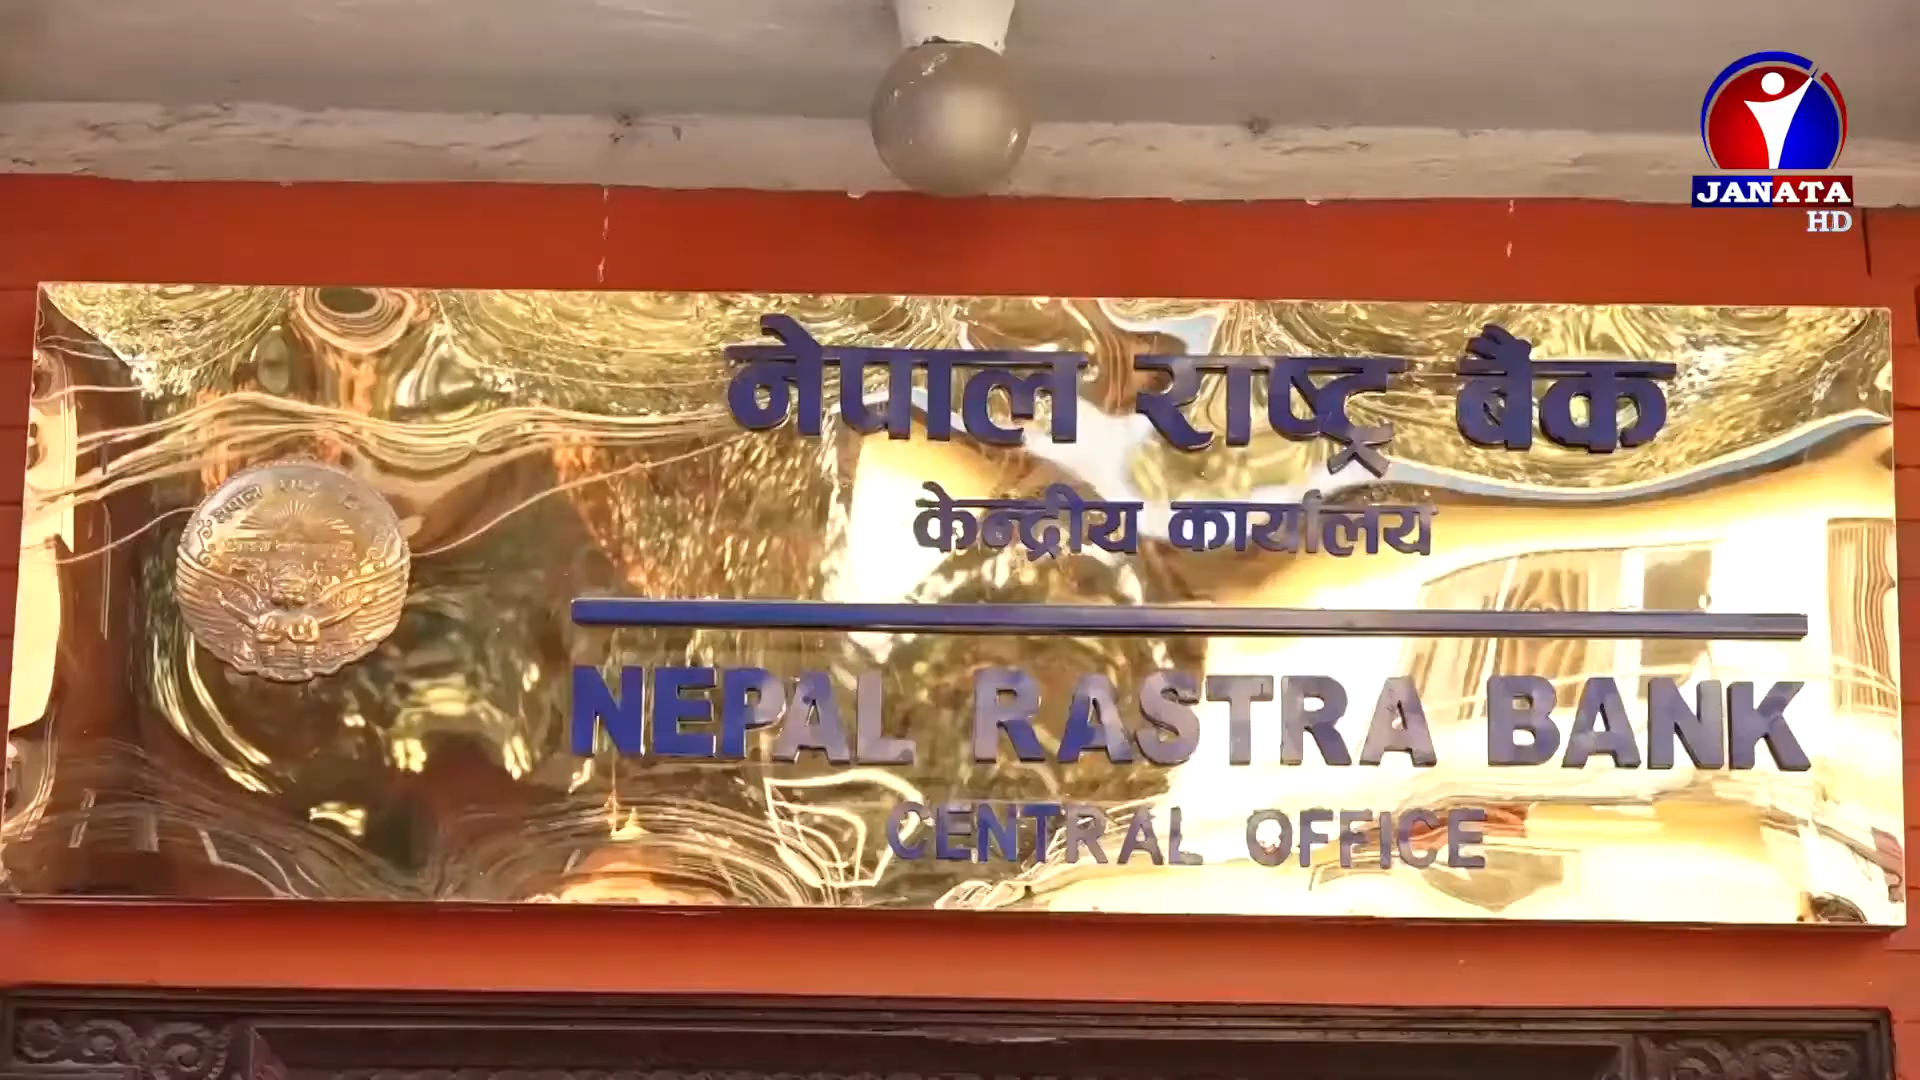 JANATA
HD
नेपाल राष्ट्र बैंक
केन्द्रीय कार्यालय
NEPAL RASTRA BANK
CENTRAL OFFICE